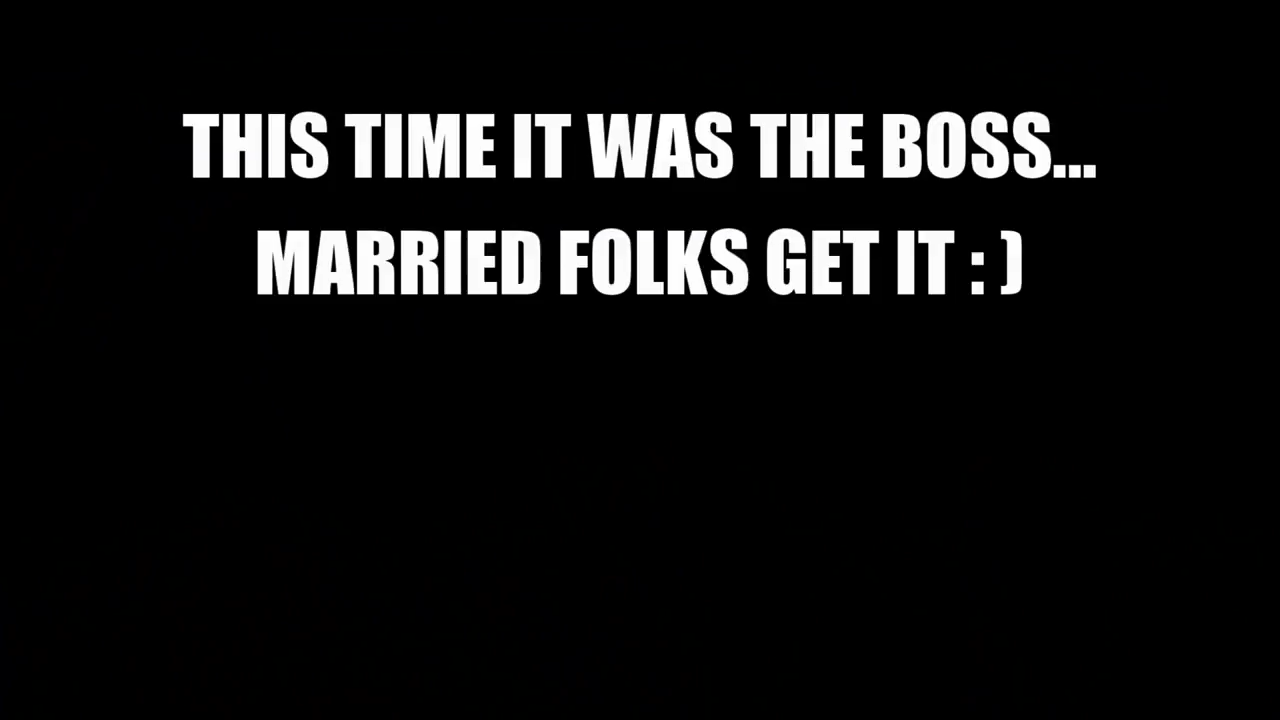 THIS TIME IT WAS THE BOSS...
MARRIED FOLKS GET IT : )